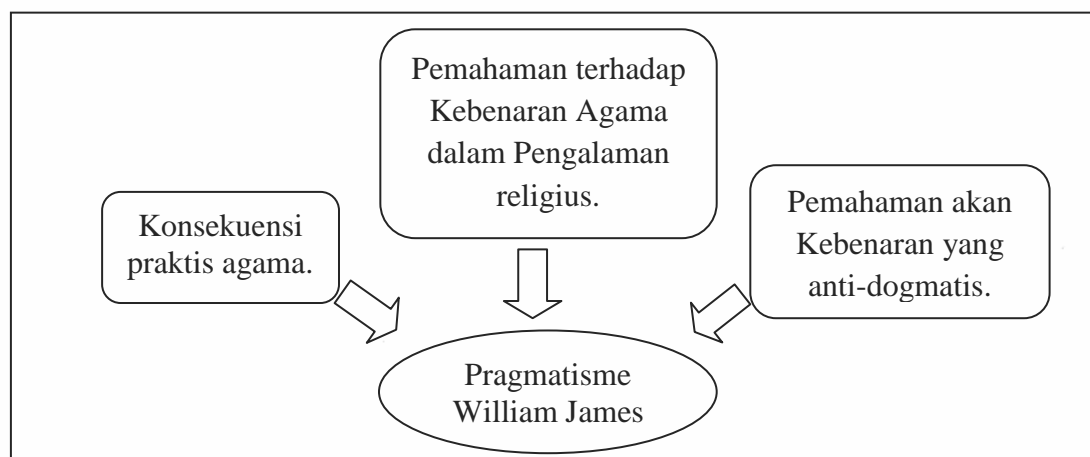 Pemahaman terhadap
Kebenaran Agama
dalam Pengalaman
religius.
Konsekuensi
praktis agama.
Pemahaman akan
Kebenaran yang
anti-dogmatis.
Pragmatisme
William James